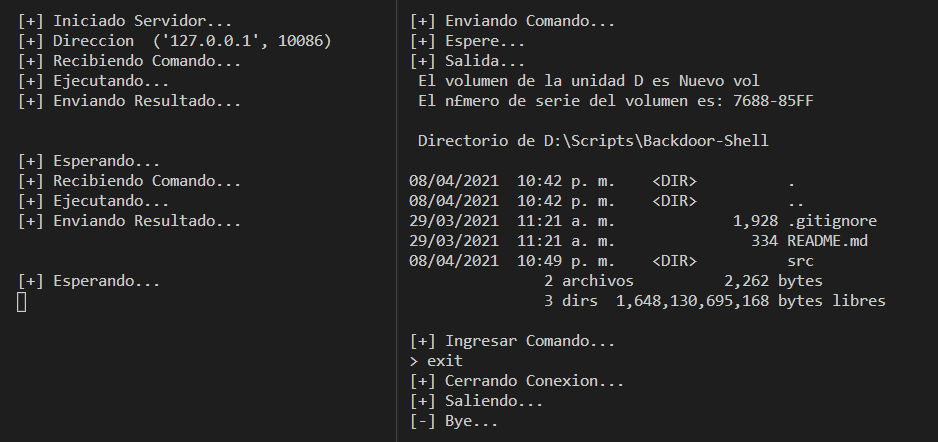 [+] Iniciado Servidor...
[+] Direccion  ('127.0.0.1', 10086)
[+] Recibiendo Comando...
[+] Ejecutando...
[+] Enviando Resultado...
[+] Esperando...
[+] Recibiendo Comando...
[+] Ejecutando...
[+] Enviando Resultado...
[+] Esperando...
[+] Enviando Comando...
[+] Espere...
[+] Salida...
 El volumen de la unidad D es Nuevo vol
 El n£mero de serie del volumen es: 7688-85FF
 Directorio de D:\Scripts\Backdoor-Shell
08/04/2021  10:42 p. m.    <DIR>          .
08/04/2021  10:42 p. m.    <DIR>          ..
29/03/2021  11:21 a. m.             1,928 .gitignore
29/03/2021  11:21 a. m.               334 README.md
08/04/2021  10:49 p. m.    <DIR>          src
               2 archivos          2,262 bytes
               3 dirs  1,648,130,695,168 bytes libres
[+] Ingresar Comando...
> exit
[+] Cerrando Conexion...
[+] Saliendo...
[-] Bye...